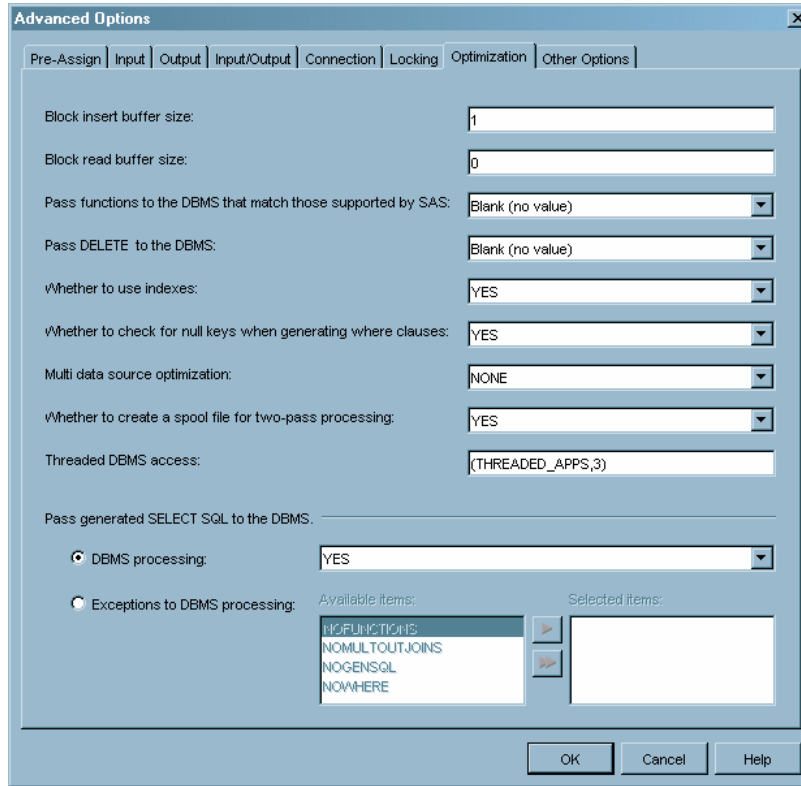 Advanced Options
Pre-Assign Input Output Input/Output Connection Locking Optimization Other Options
Block insert buffer size: 1
Block read buffer size: 0
Pass functions to the DBMS that match those supported by SAS: Blank (no value)
Pass DELETE to the DBMS: Blank (no value)
Whether to use indexes: YES
Whether to check for null keys when generating where clauses: YES
Multi data source optimization: NONE
Whether to create a spool file for two-pass processing: YES
Threaded DBMS access: (THREADED_APPS,3)
Pass generated SELECT SQL to the DBMS.
DBMS processing: YES
Exceptions to DBMS processing: Available items: Selected items:
NOFUNCTIONS
NOMULTOUTJOINS
NOGENSQL
NOWHERE
OK Cancel Help